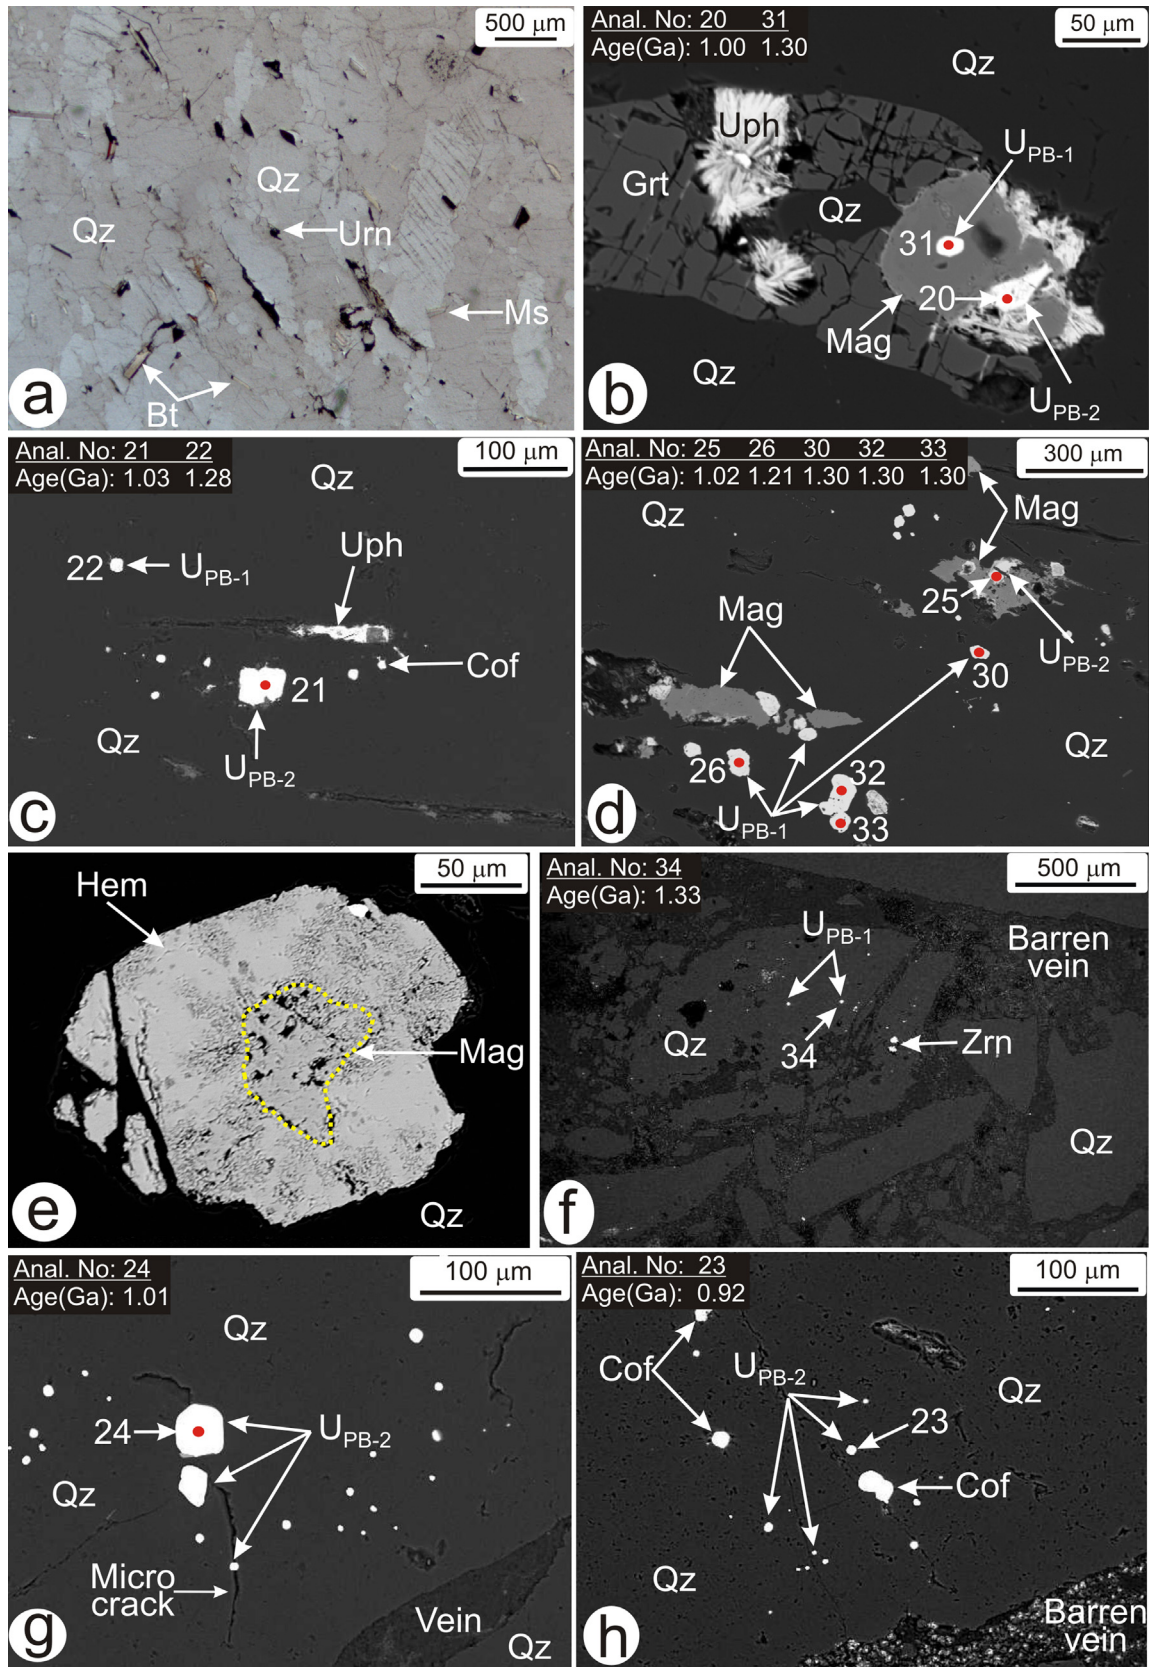 500 μm
Qz
Qz
Urn
Ms
Bt
a
Anal. No: 20 31
Age(Ga): 1.00 1.30
50 μm
Qz
Uph
UPB-1
Grt
Qz
31
20
Mag
Qz
UPB-2
b
Anal. No: 21 22
Age(Ga): 1.03 1.28
100 μm
Qz
Uph
22
UPB-1
Cof
21
Qz
UPB-2
c
Anal. No: 25 26 30 32 33
Age(Ga): 1.02 1.21 1.30 1.30 1.30
300 μm
Qz
Mag
25
Mag
UPB-2
30
Qz
26
32
UPB-1
33
d
Hem
50 μm
Mag
e
Qz
Anal. No: 34
Age(Ga): 1.33
500 μm
UPB-1
Barren
vein
Qz
34
Zrn
Qz
f
Anal. No: 24
Age(Ga): 1.01
100 μm
Qz
24
UPB-2
Qz
Micro
crack
Vein
Qz
g
Anal. No: 23
Age(Ga): 0.92
100 μm
Cof
UPB-2
Qz
23
Cof
Qz
Barren
vein
h